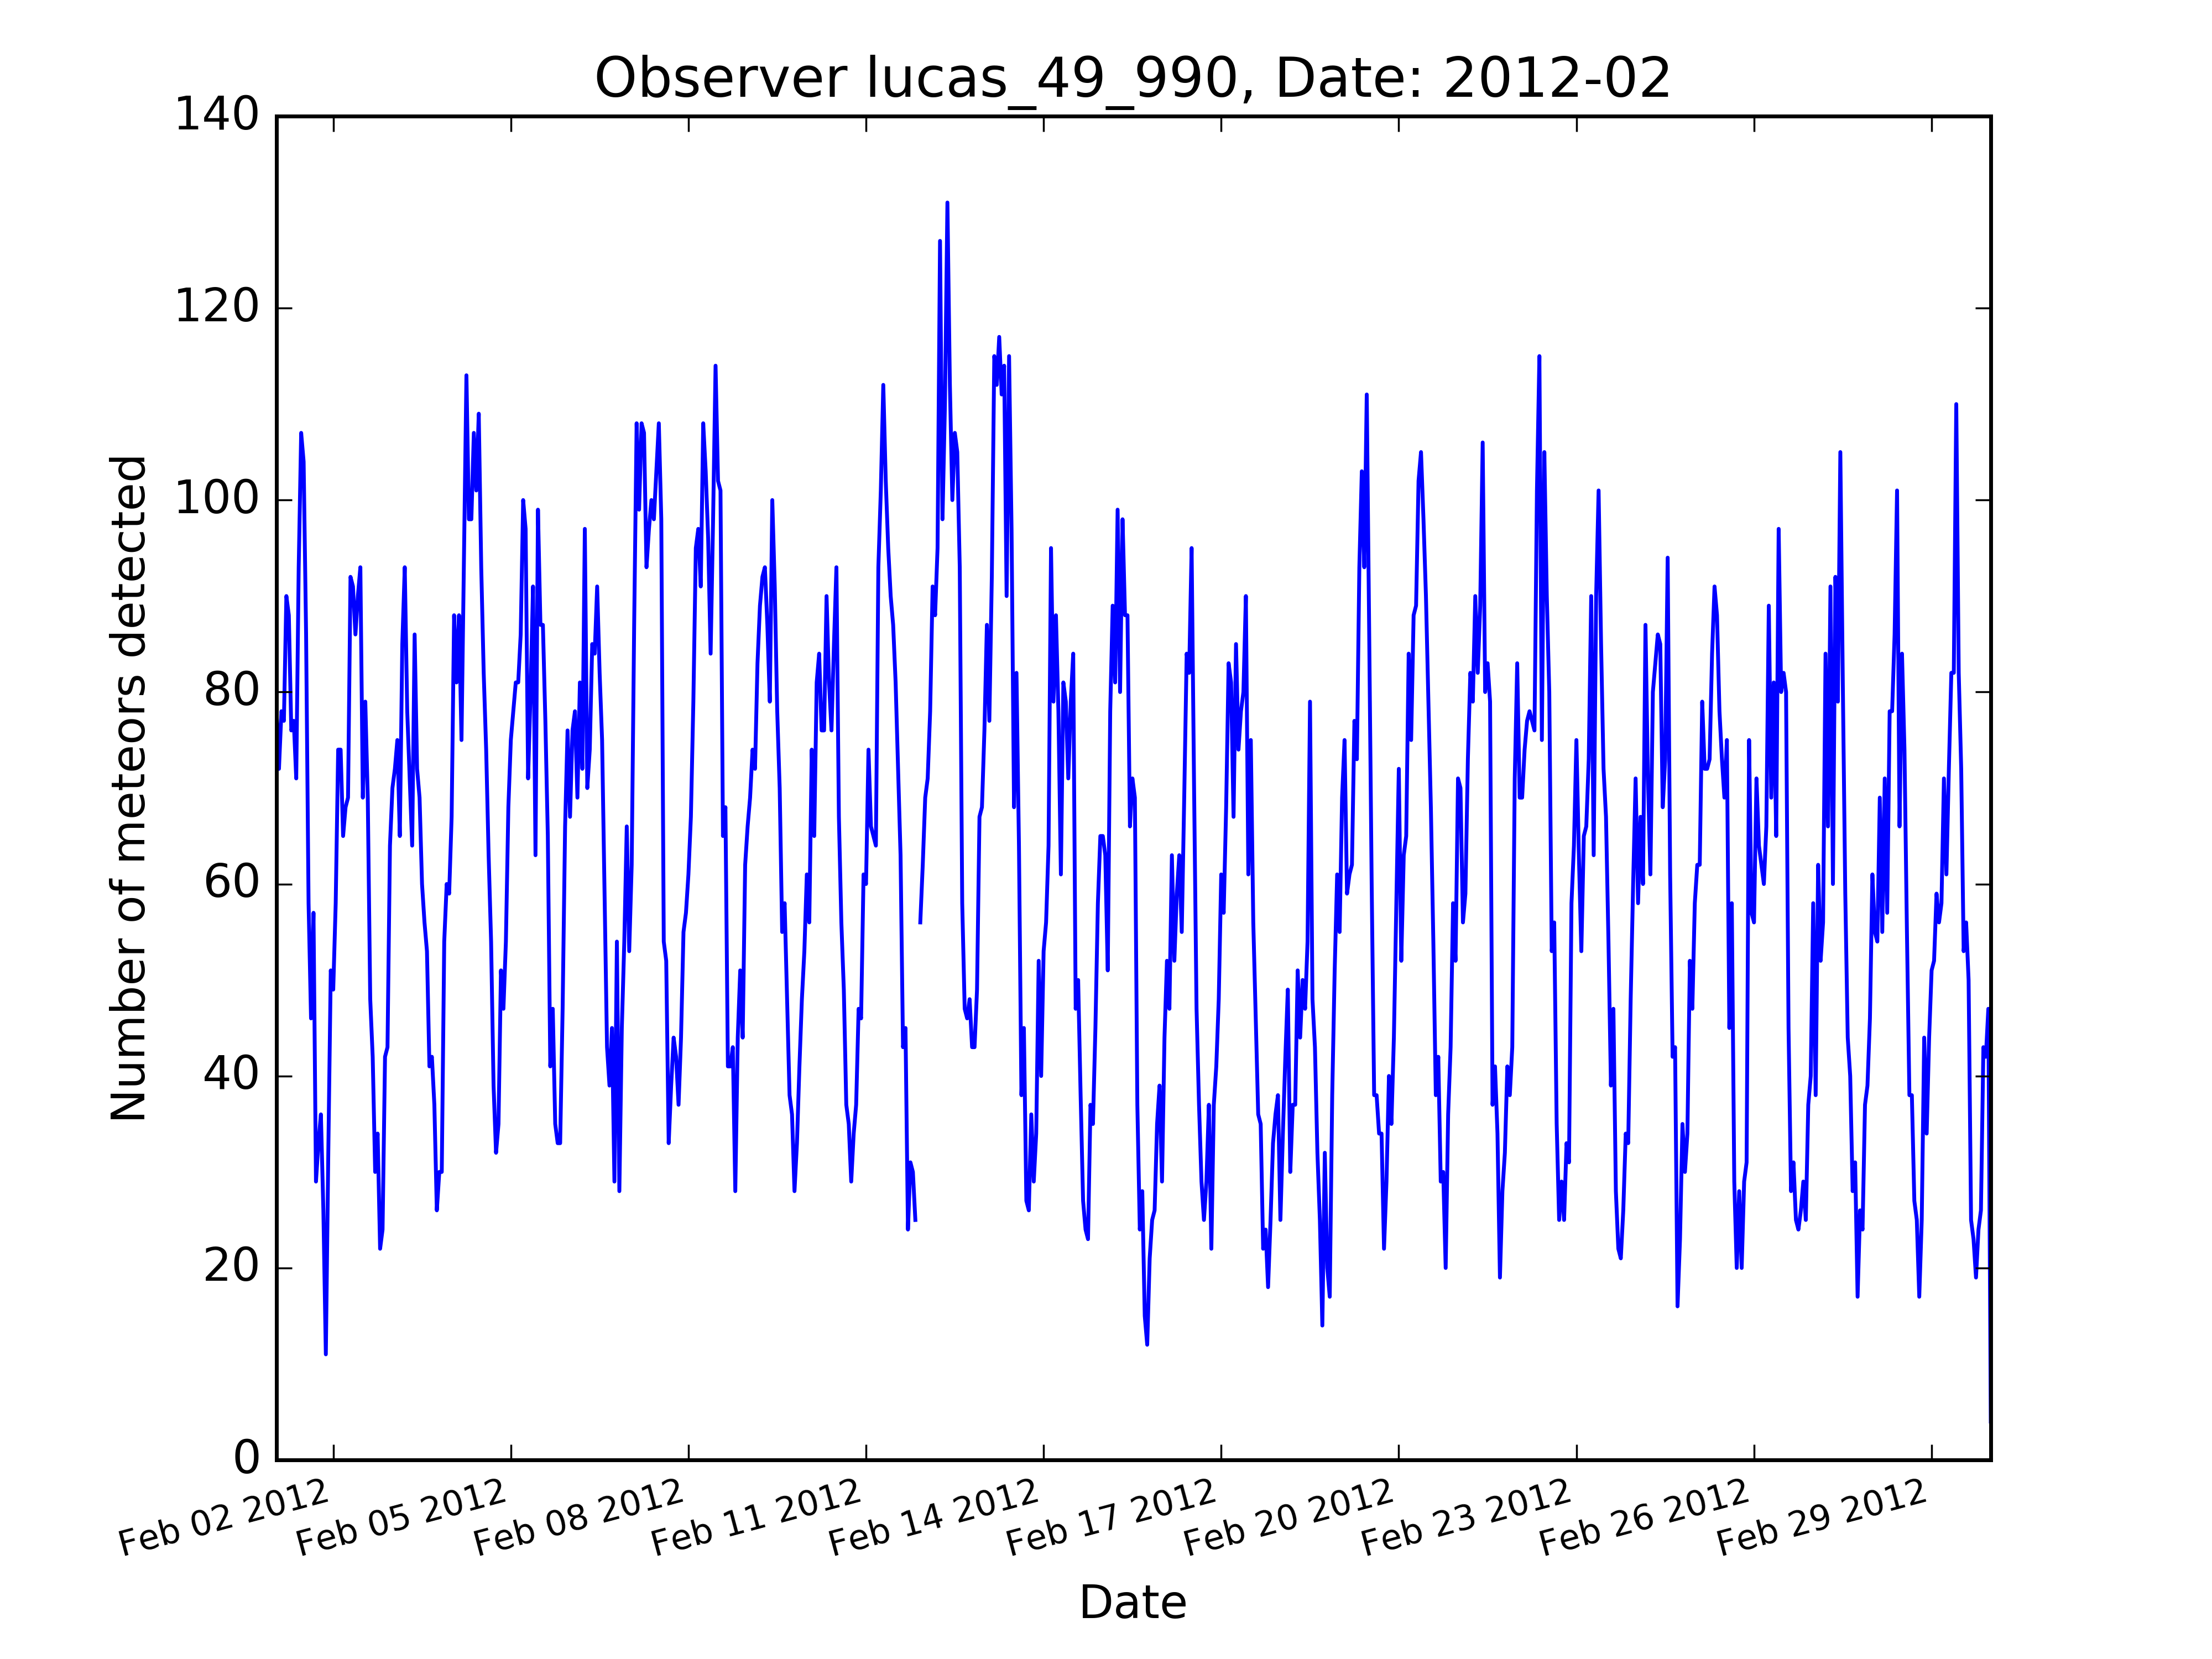 Observer lucas_49_990, Date: 2012-02
140
120
100
80
60
40
20
0
Number of meteors detected
Feb 02 2012
Feb 05 2012
Feb 08 2012
Feb 11 2012
Feb 14 2012
Feb 17 2012
Feb 20 2012
Feb 23 2012
Feb 26 2012
Feb 29 2012
Date